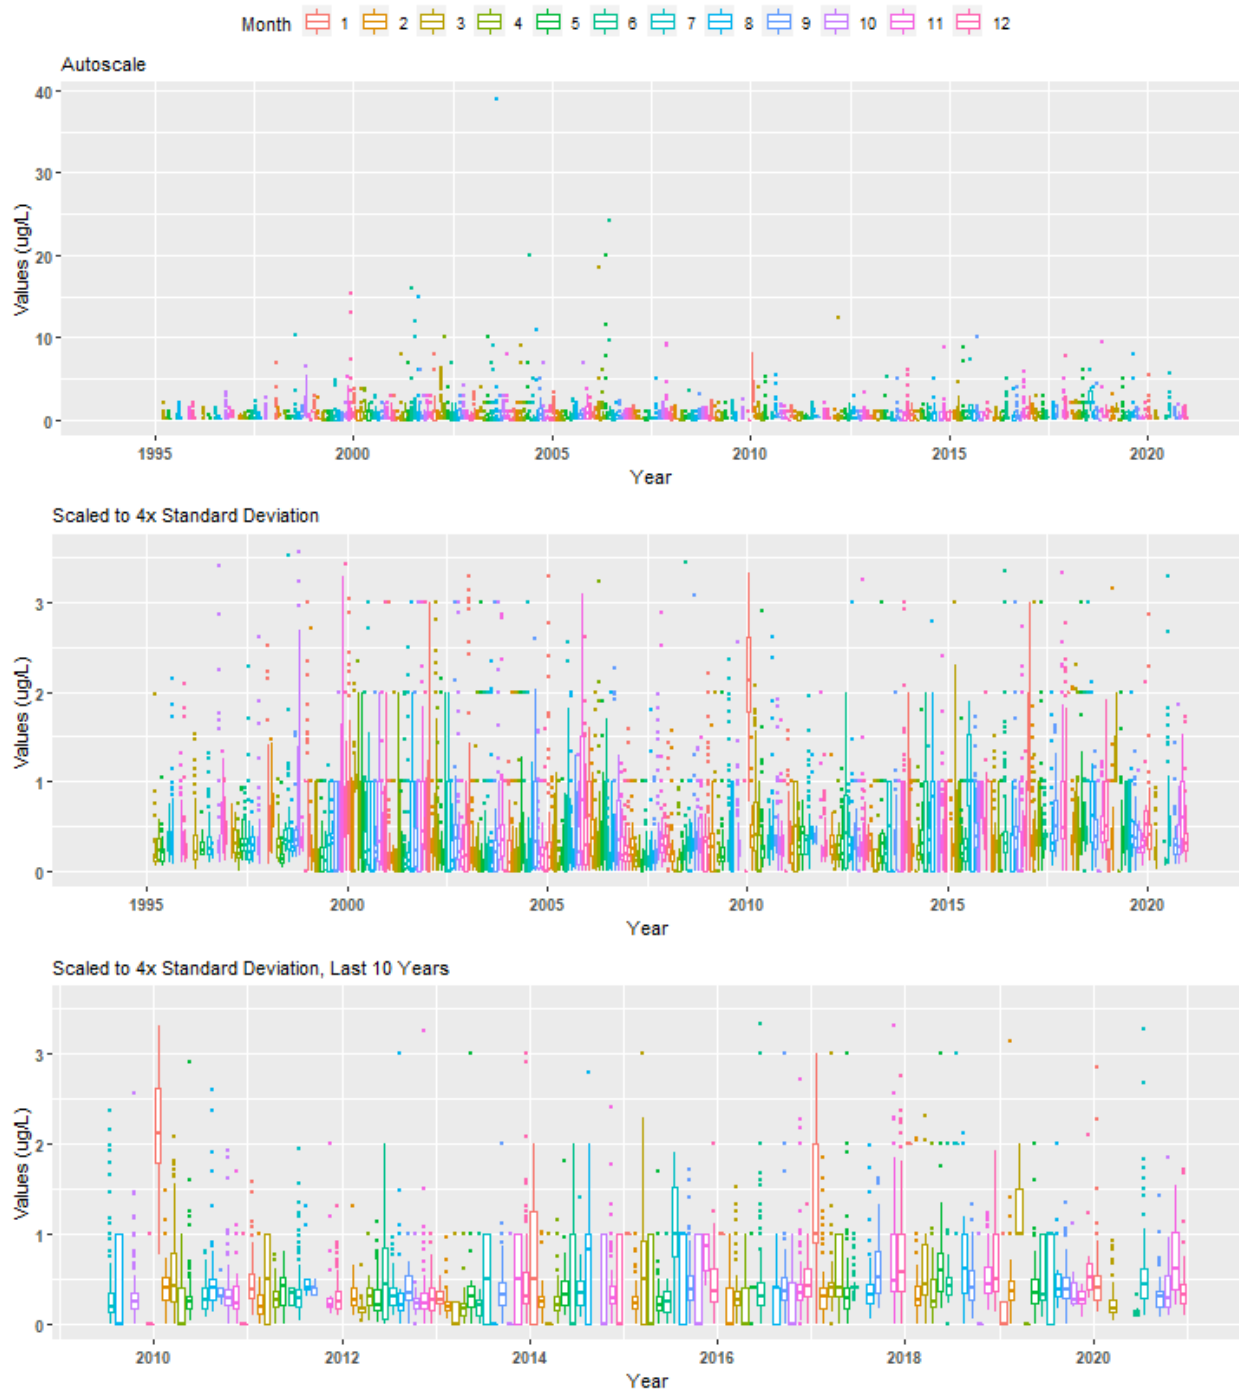 Month 1 2 3 4 5 6 7 8 9 10 11 12
Autoscale
Values (ug/L)
40
30
20
10
0
1995 2000 2005 2010 2015 2020
Year
Scaled to 4x Standard Deviation
Values (ug/L)
3
2
1
0
1995 2000 2005 2010 2015 2020
Year
Scaled to 4x Standard Deviation, Last 10 Years
Values (ug/L)
3
2
1
0
2010 2012 2014 2016 2018 2020
Year